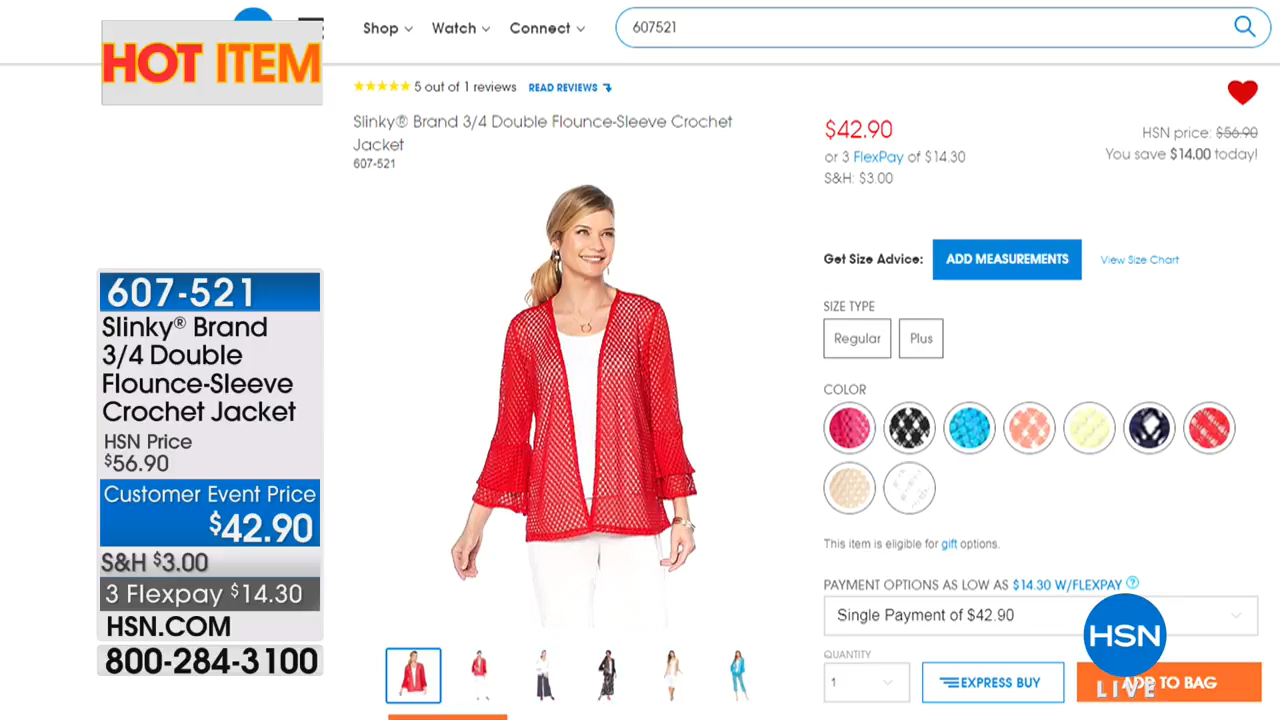 HOT ITEM
607-521
Slinky® Brand
3/4 Double
Flounce-Sleeve
Crochet Jacket
HSN Price
$56.90
Customer Event Price
$42.90
S&H $3.00
3 Flexpay $14.30
HSN.COM
800-284-3100
Shop Watch Connect 607521
5 out of 1 reviews READ REVIEWS
Slinky® Brand 3/4 Double Flounce-Sleeve Crochet
Jacket
607-521
$42.90 HSN price: $56.90
or 3 FlexPay of $14.30 You save $14.00 today!
S&H: $3.00
Get Size Advice: ADD MEASUREMENTS View Size Chart
SIZE TYPE
Regular Plus
COLOR
This item is eligible for gift options.
PAYMENT OPTIONS AS LOW AS $14.30 W/FLEXPAY ?
Single Payment of $42.90
QUANTITY
1 EXPRESS BUY ADD TO BAG
HSN
LIVE